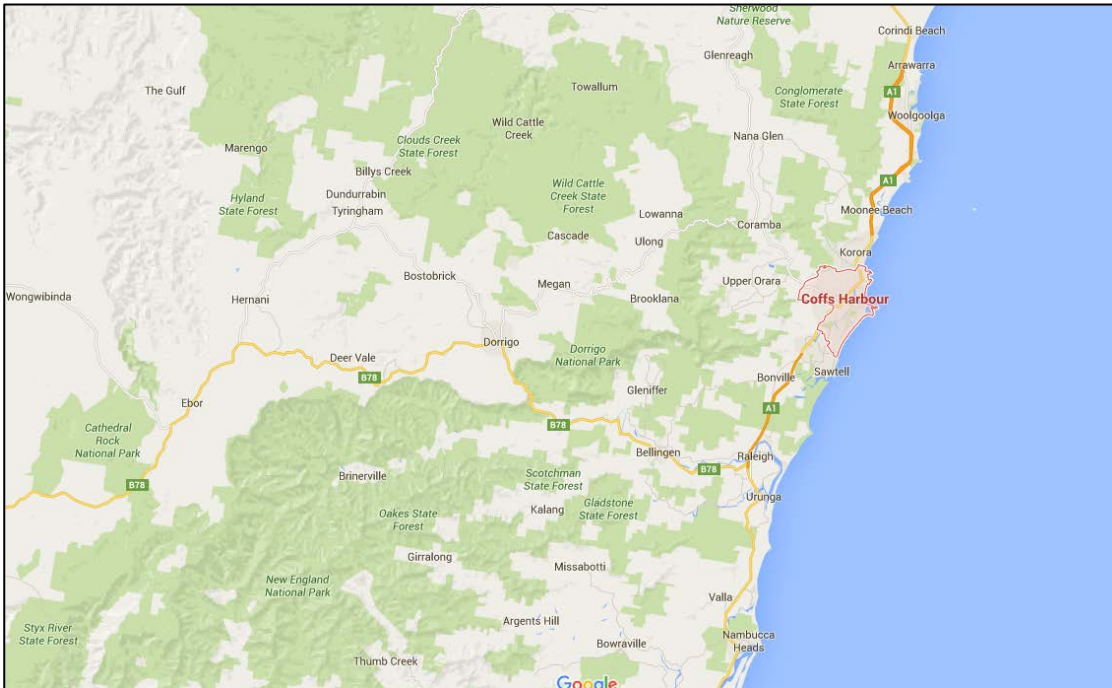 Sherwood
Nature Reserve
Corindi Beach
Glenreagh
Arrawarra
Towallum
The Gulf
Conglomerate
State Forest
A1
Woolgoolga
Wild Cattle
Creek
Nana Glen
Clouds Creek
State Forest
Marengo
Billys Creek
A1
Dundurrabin
Wild Cattle
Creek State
Forest
Hyland
State Forest
Tyringham
Lowanna
Moonee Beach
Coramba
Cascade
Ulong
Korora
Bostobrick
Megan
Upper Orara
Wongwibinda
Hernani
Brooklana
Coffs Harbour
Dorrigo
Dorrigo
National Park
Deer Vale
B78
Sawtell
Bonville
Gleniffer
Ebor
A1
Cathedral
Rock
National Park
B78
Bellingen
Raleigh
B78
Brinerville
Scotchman
State Forest
B78
Urunga
Kalang
Gladstone
State Forest
Oakes State
Forest
Girralong
Missabotti
New England
National Park
Valla
Argents Hill
Styx River
State Forest
Nambucca
Heads
Bowraville
Thumb Creek
Google